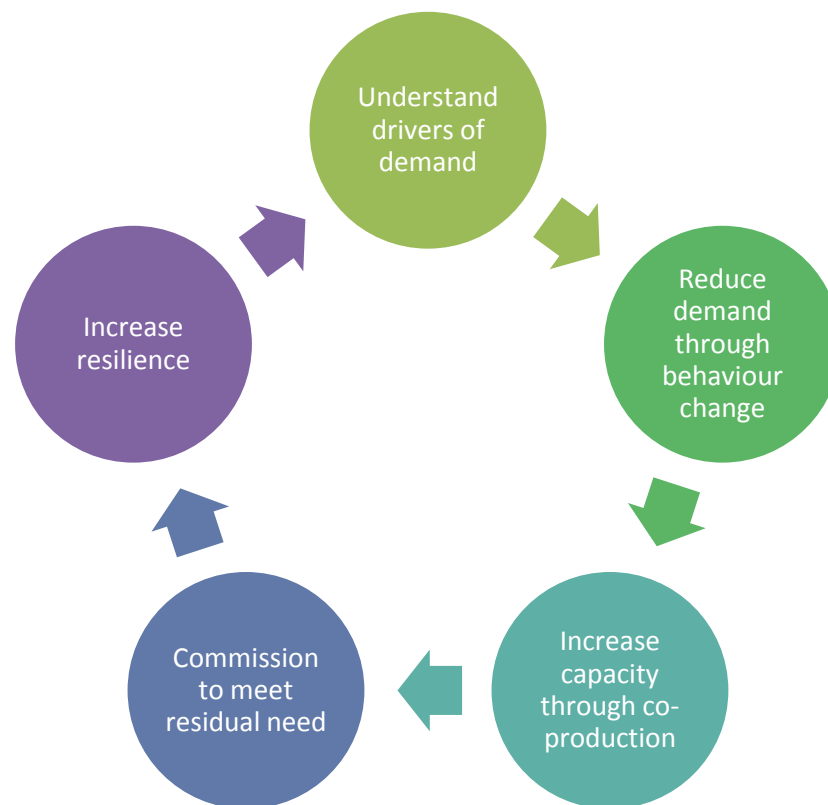 Understand
drivers of
demand
Reduce
demand
through
behaviour
change
Increase
capacity
through co-
production
Commission
to meet
residual need
Increase
resilience